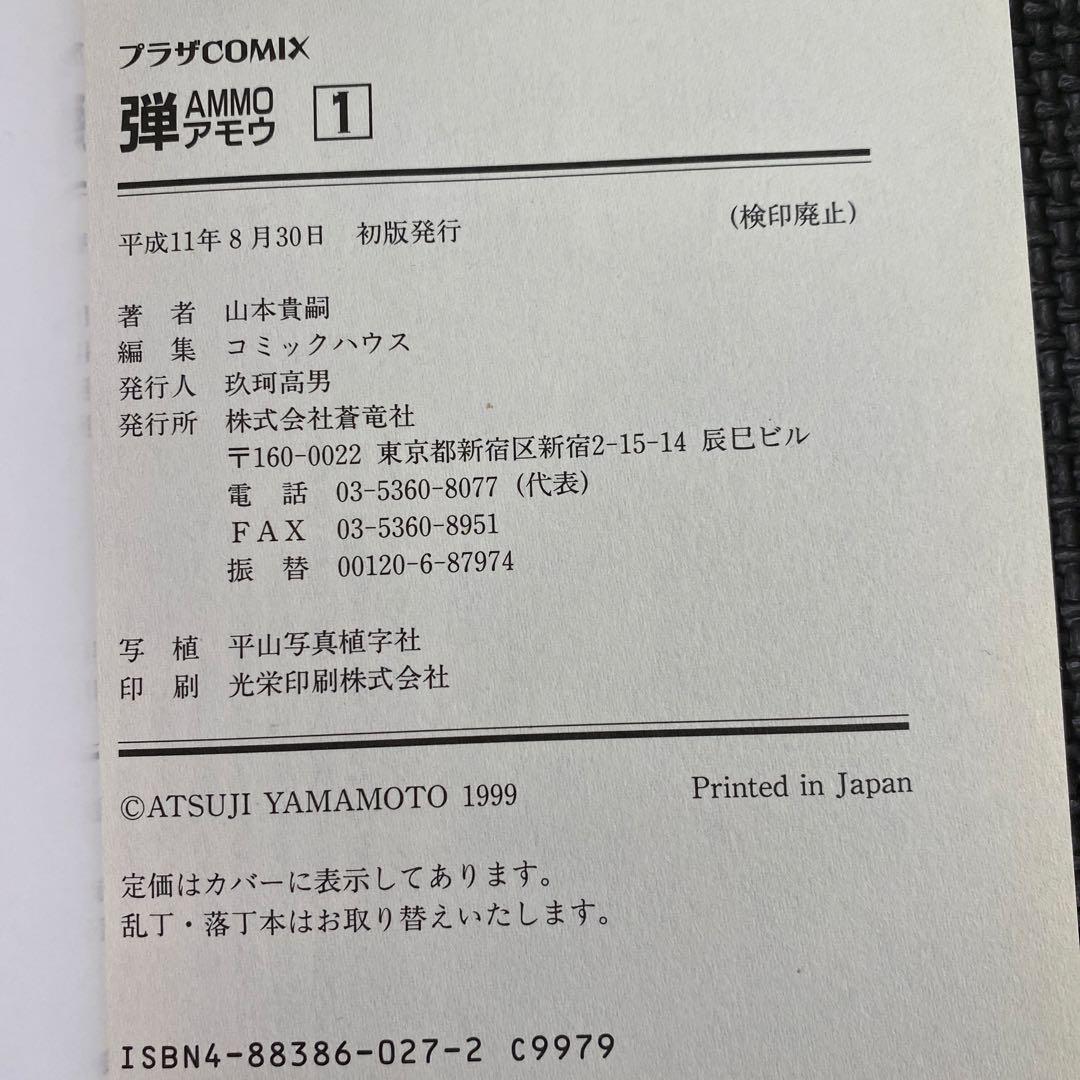 プラザCOMIX
弾 AMMO アモウ 1
平成11年8月30日 初版発行 (検印廃止)
著 者 山本貴嗣
編 集 コミックハウス
発行人 玖珂高男
発行所 株式会社蒼竜社
〒160-0022 東京都新宿区新宿2-15-14 辰巳ビル
電 話 03-5360-8077 (代表)
FAX 03-5360-8951
振 替 00120-6-87974
写 植 平山写真植字社
印 刷 光栄印刷株式会社
©ATSUJI YAMAMOTO 1999 Printed in Japan
定価はカバーに表示してあります。
乱丁・落丁本はお取り替えいたします。
ISBN4-88386-027-2 C9979